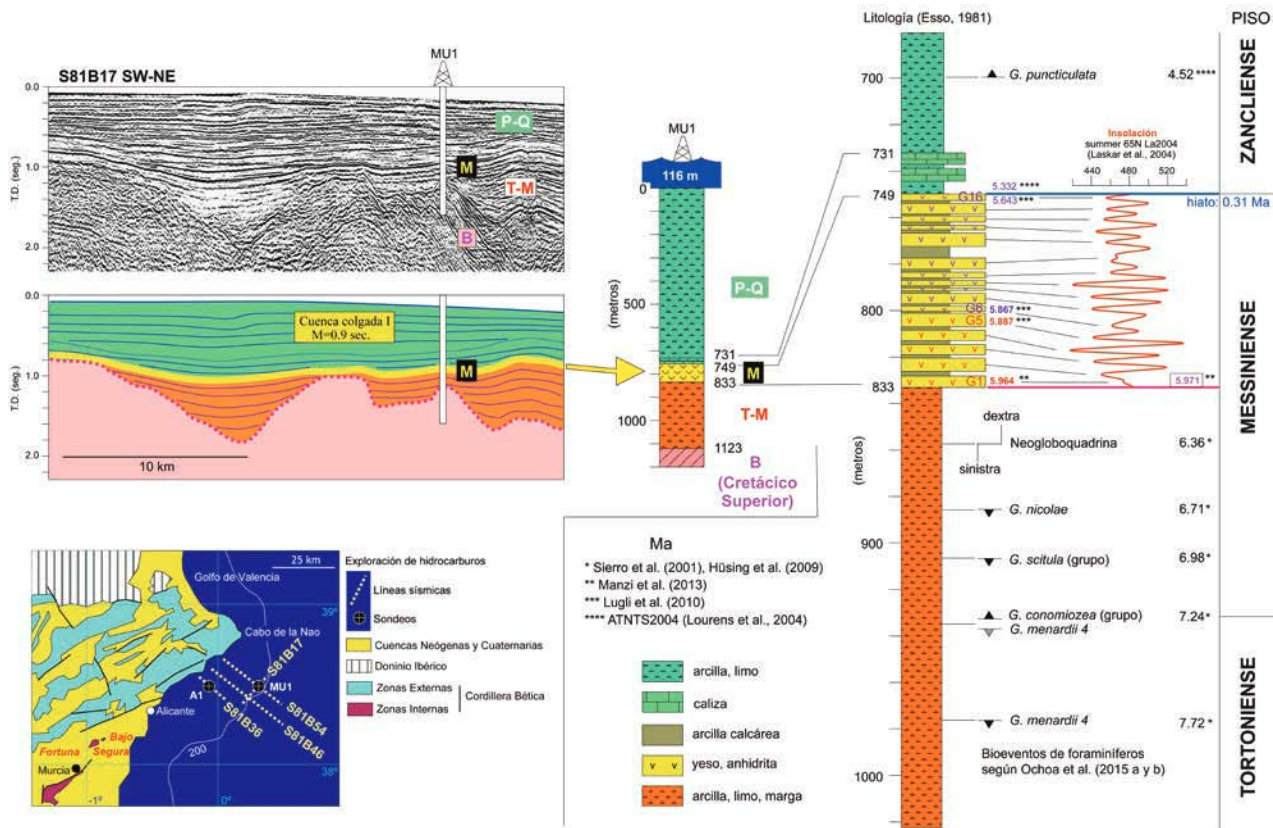 S81B17 SW-NE
MU1
0.0
1.0
2.0
T.D. (seg.)
P-Q
M
T-M
B
0.0
1.0
2.0
T.D. (seg.)
Cuenca colgada I
M=0.9 sec.
M
10 km
MU1
116 m
0
500
1000
(metros)
P-Q
731
749
833
M
T-M
1123
B
(Cretácico
Superior)
731
749
833
Litología (Esso, 1981)
PISO
700
800
900
1000
(metros)
G. puncticulata
4.52 ****
Insolación
summer 65N La2004
(Laskar et al., 2004)
440 480 520
5.332 ****
G16
5.643 ***
hiato: 0.31 Ma
G6 5.867 ***
G5 5.887 ***
G1 5.964 **
5.971 **
dextra
Neogloboquadrina
6.36 *
sinistra
G. nicolae
6.71 *
G. scitula (grupo)
6.98 *
G. conomiozea (grupo)
7.24 *
G. menardii 4
G. menardii 4
7.72 *
Bioeventos de foraminíferos
según Ochoa et al. (2015 a y b)
ZANCLIENSE
MESSINIENSE
TORTONIENSE
Ma
* Sierro et al. (2001), Hüsing et al. (2009)
** Manzi et al. (2013)
*** Lugli et al. (2010)
**** ATNTS2004 (Lourens et al., 2004)
arcilla, limo
caliza
arcilla calcárea
yeso, anhidrita
arcilla, limo, marga
25 km
Golfo de Valencia
39º
Cabo de la Nao
S81B17
A1
MU1
S81B54
S81B46
S81B36
Alicante
200
Fortuna
Bajo
Segura
Murcia
38º
-1º
0º
Exploración de hidrocarburos
Líneas sísmicas
Sondeos
Cuencas Neógenas y Cuaternarias
Dominio Ibérico
Zonas Externas
Zonas Internas
Cordillera Bética